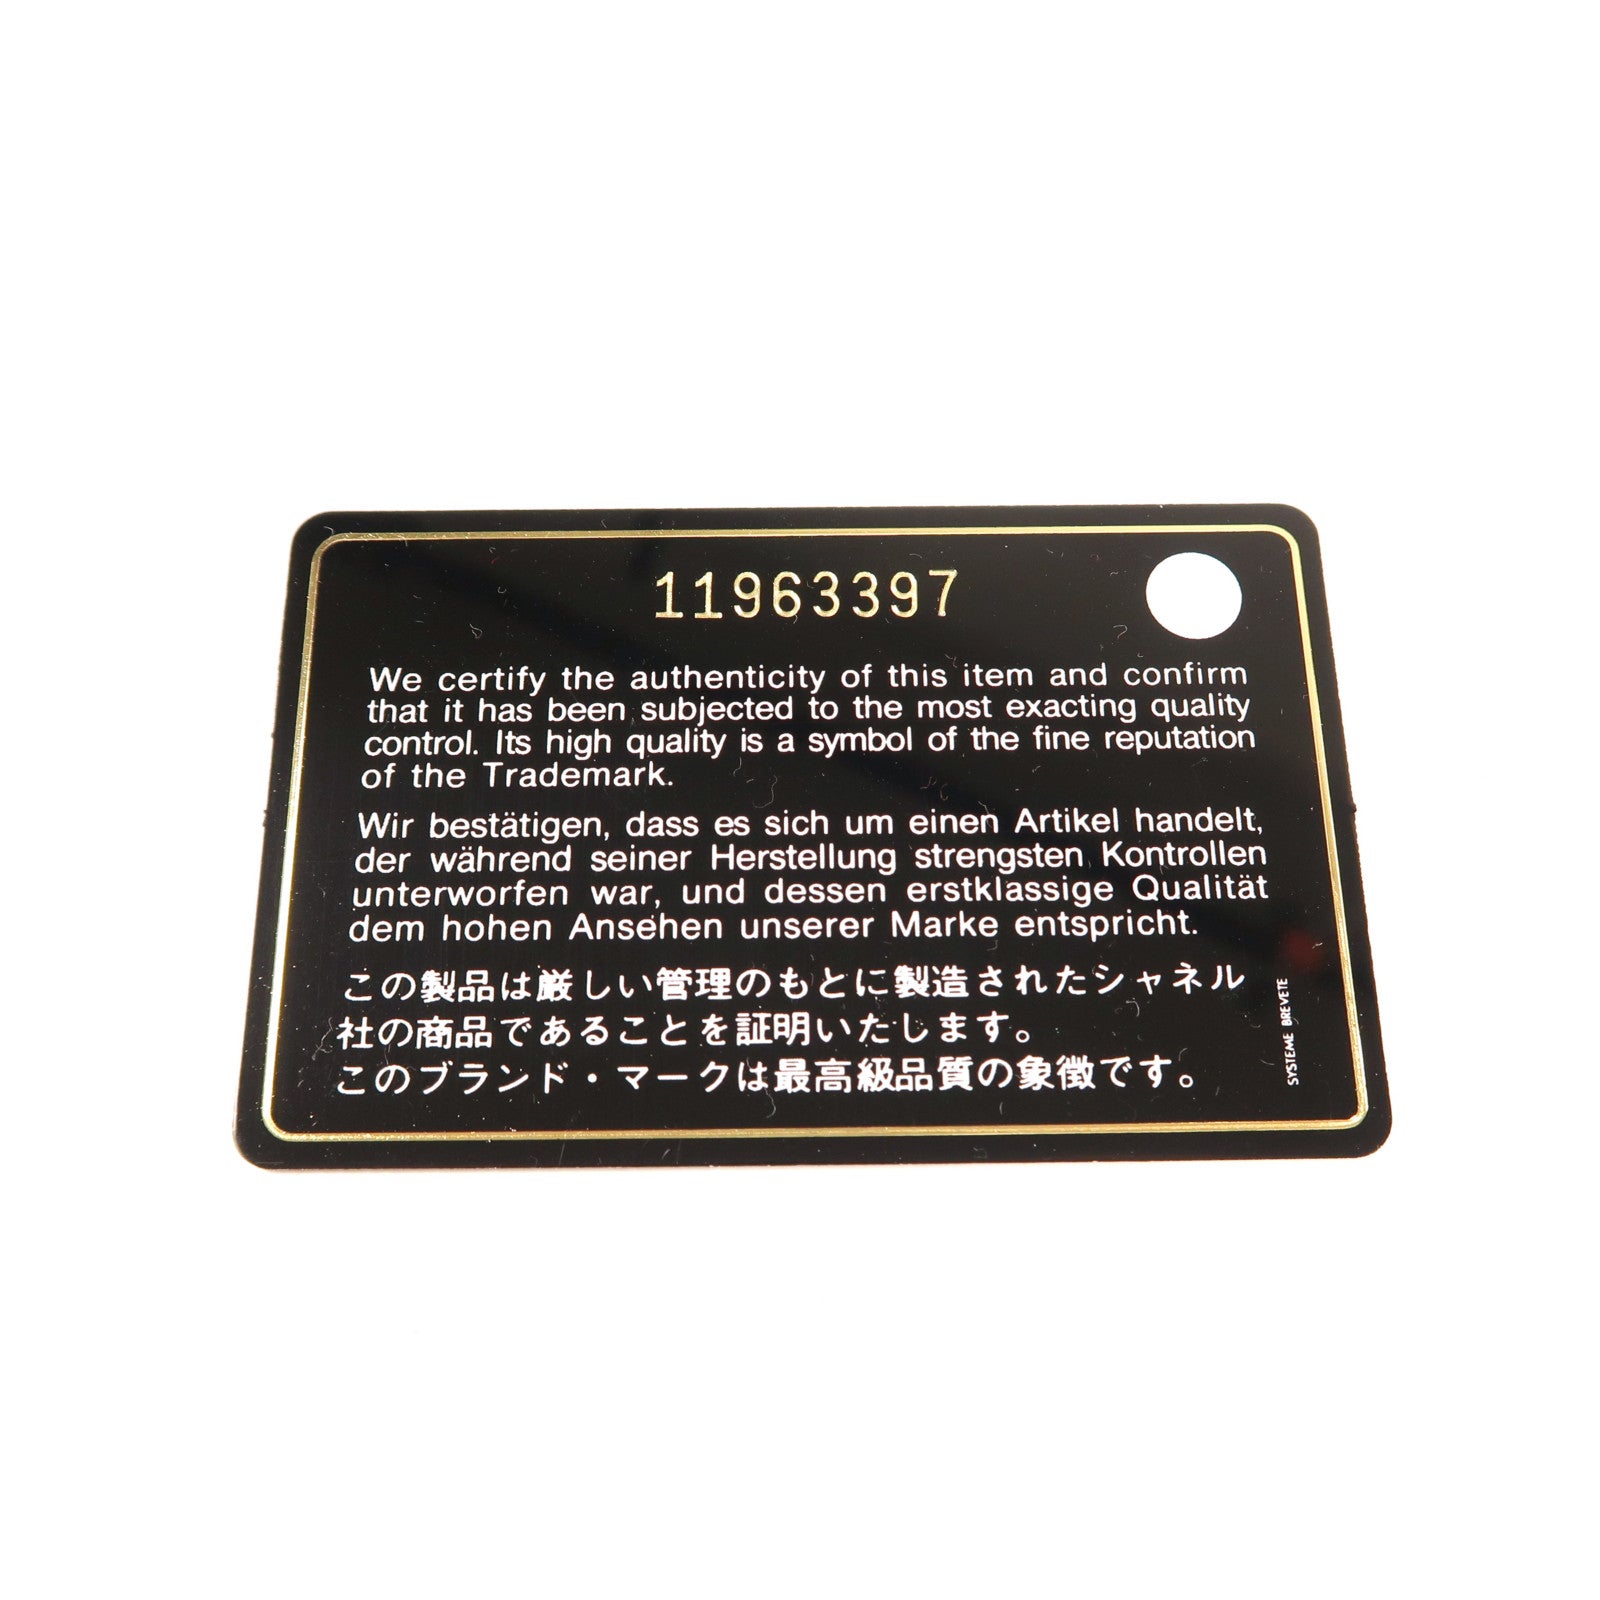 11963397
We certify the authenticity of this item and confirm
that it has been subjected to the most exacting quality
control. Its high quality is a symbol of the fine reputation
of the Trademark.
Wir bestätigen, dass es sich um einen Artikel handelt,
der während seiner Herstellung strengsten Kontrollen
unterworfen war, und dessen erstklassige Qualität
dem hohen Ansehen unserer Marke entspricht.
この製品は厳しい管理のもとに製造されたシャネル
社の商品であることを証明いたします。
このブランド・マークは最高級品質の象徴です。
SYSTEME BREVETE